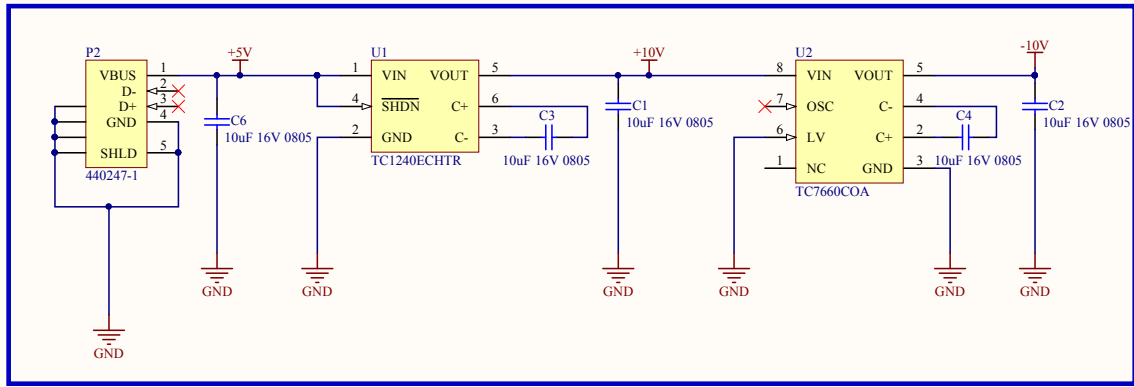 P2
VBUS 1
D- 2
D+ 3
GND 4
SHLD 5
440247-1
+5V
C6
10uF 16V 0805
GND
GND
U1
1 VIN VOUT 5
4 SHDN C+ 6
2 GND C- 3
TC1240ECHTR
C3
10uF 16V 0805
GND
+10V
C1
10uF 16V 0805
GND
U2
8 VIN VOUT 5
7 OSC C- 4
6 LV C+ 2
1 NC GND 3
TC7660COA
C4
10uF 16V 0805
GND
GND
-10V
C2
10uF 16V 0805
GND